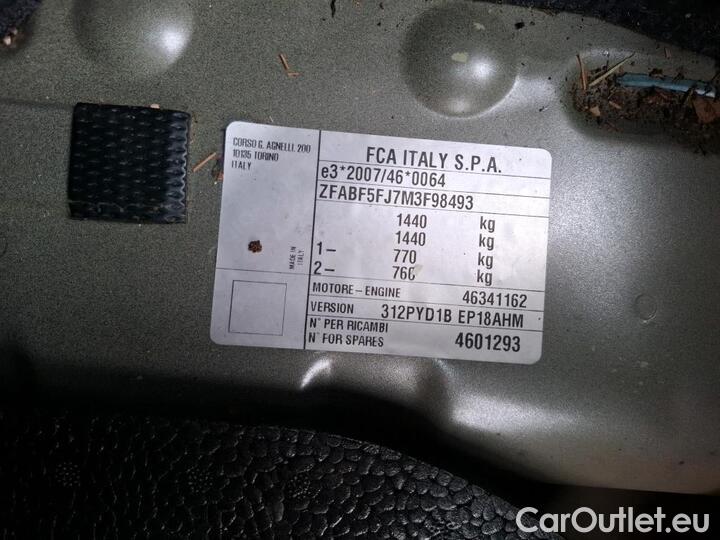 CORSO G. AGNELLI, 200
10135 TORINO
ITALY
MADE IN
ITALY
FCA ITALY S.P.A.
e3*2007/46*0064
ZFABF5FJ7M3F98493
1440 kg
1440 kg
1– 770 kg
2– 760 kg
MOTORE – ENGINE 46341162
VERSION 312PYD1B EP18AHM
N° PER RICAMBI
N° FOR SPARES 4601293
CarOutlet.eu